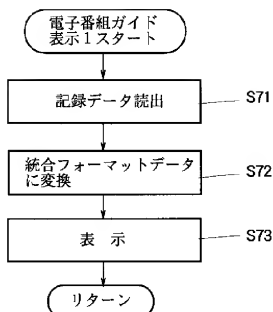 電子番組ガイド
表示1スタート
記録データ読出
S71
統合フォーマットデータ
に変換
S72
表 示
S73
リターン